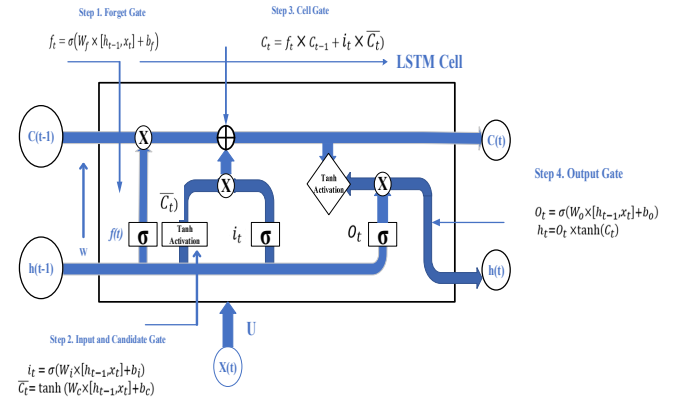 Step 1. Forget Gate
f_t = σ(W_f × [h_{t-1}, x_t] + b_f)
Step 3. Cell Gate
C_t = f_t X C_{t-1} + i_t X C̅_t)
LSTM Cell
C(t-1)
X
C(t)
Tanh
Activation
X
X
C̅_t)
f(t)
σ
Tanh
Activation
i_t
σ
O_t
σ
Step 4. Output Gate
O_t = σ(W_o×[h_{t-1},x_t]+b_o)
h_t=O_t ×tanh(C_t)
w
h(t-1)
h(t)
U
Step 2. Input and Candidate Gate
X(t)
i_t = σ(W_i×[h_{t-1},x_t]+b_i)
C̅_t= tanh (W_c×[h_{t-1},x_t]+b_c)